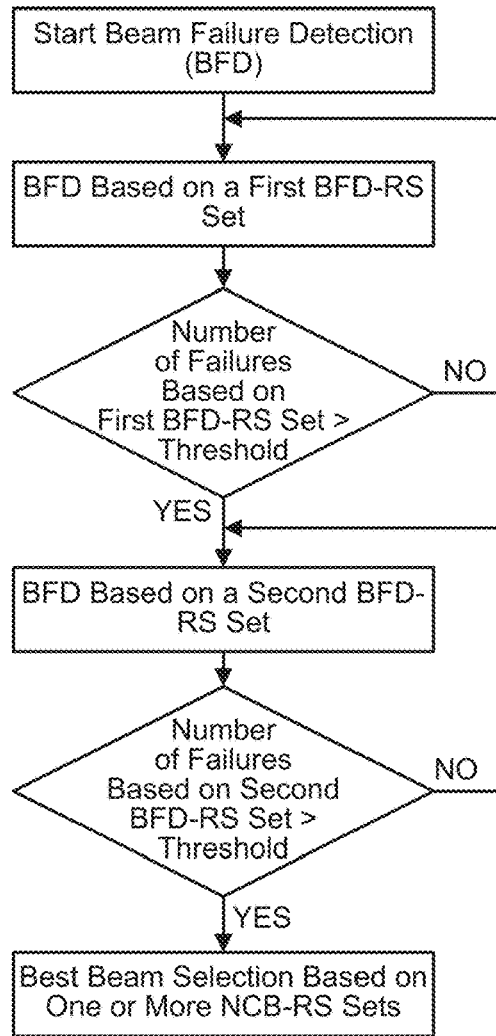 Start Beam Failure Detection
(BFD)
BFD Based on a First BFD-RS
Set
Number
of Failures
Based on
First BFD-RS Set >
Threshold
NO
YES
BFD Based on a Second BFD-
RS Set
Number
of Failures
Based on Second
BFD-RS Set >
Threshold
NO
YES
Best Beam Selection Based on
One or More NCB-RS Sets